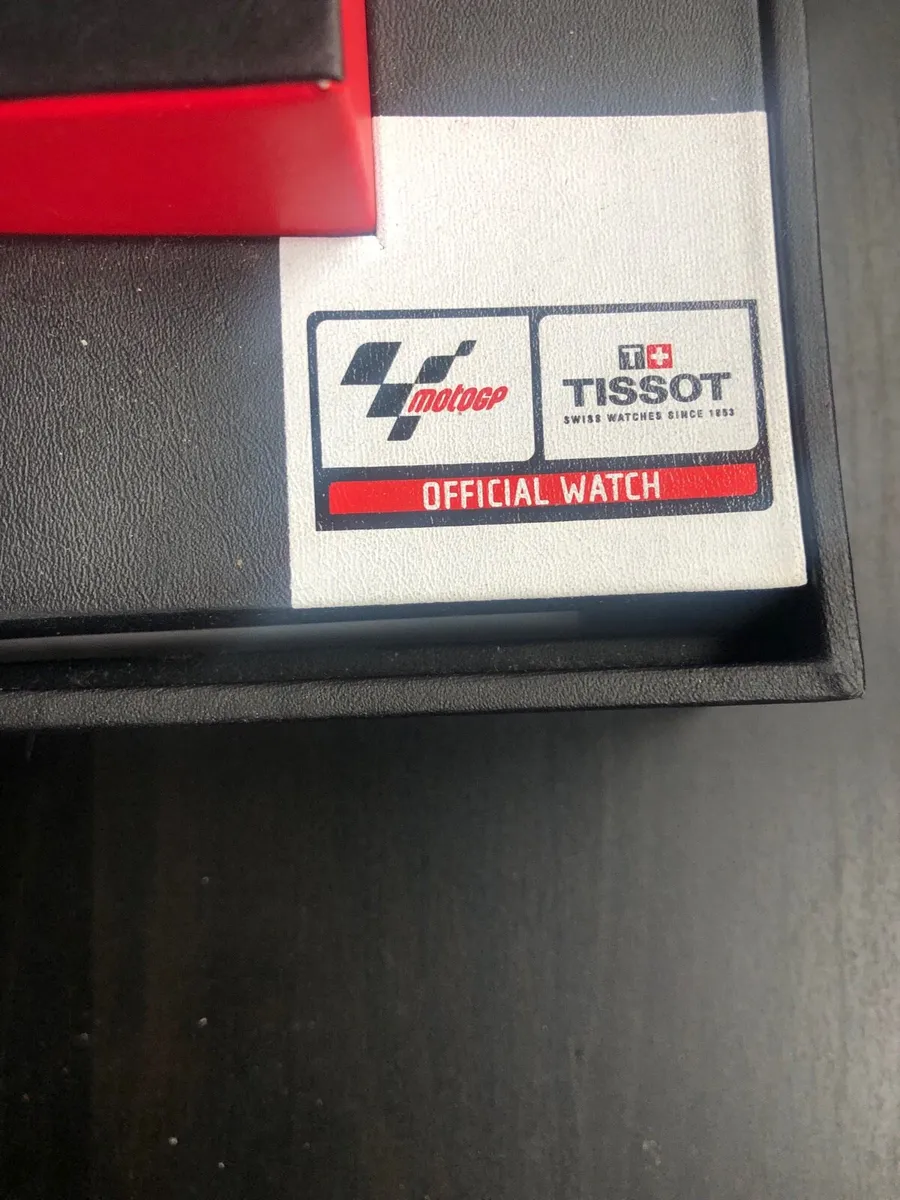 motoGP
T+
TISSOT
SWISS WATCHES SINCE 1853
OFFICIAL WATCH